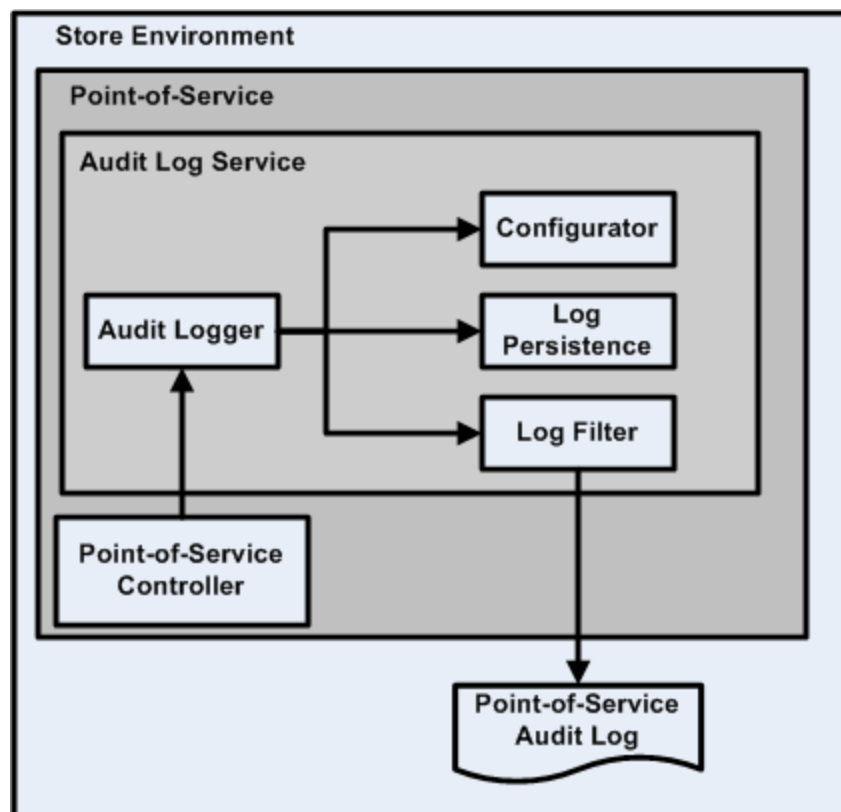 Store Environment
Point-of-Service
Audit Log Service
Configurator
Audit Logger
Log
Persistence
Log Filter
Point-of-Service
Controller
Point-of-Service
Audit Log